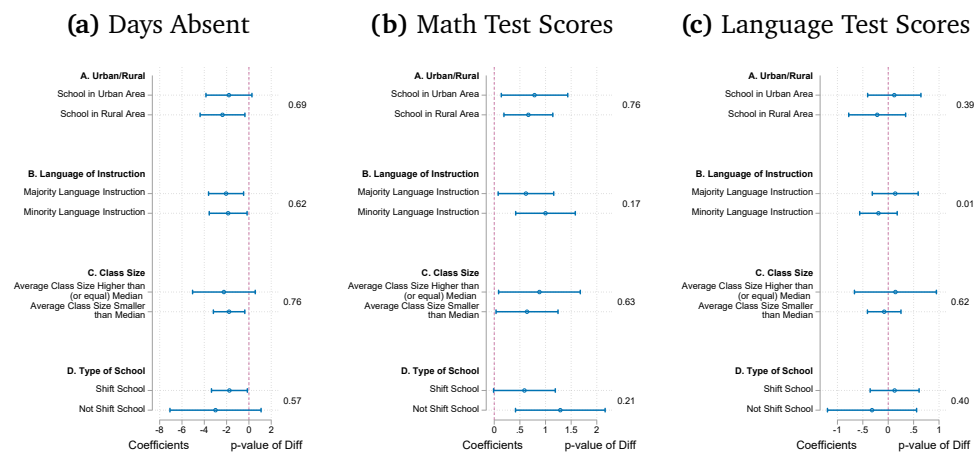 (a) Days Absent
A. Urban/Rural
School in Urban Area
School in Rural Area
0.69
B. Language of Instruction
Majority Language Instruction
Minority Language Instruction
0.62
C. Class Size
Average Class Size Higher than
(or equal) Median
Average Class Size Smaller
than Median
0.76
D. Type of School
Shift School
Not Shift School
0.57
-8 -6 -4 -2 0 2
Coefficients p-value of Diff
(b) Math Test Scores
A. Urban/Rural
School in Urban Area
School in Rural Area
0.76
B. Language of Instruction
Majority Language Instruction
Minority Language Instruction
0.17
C. Class Size
Average Class Size Higher than
(or equal) Median
Average Class Size Smaller
than Median
0.63
D. Type of School
Shift School
Not Shift School
0.21
0 .5 1 1.5 2
Coefficients p-value of Diff
(c) Language Test Scores
A. Urban/Rural
School in Urban Area
School in Rural Area
0.39
B. Language of Instruction
Majority Language Instruction
Minority Language Instruction
0.01
C. Class Size
Average Class Size Higher than
(or equal) Median
Average Class Size Smaller
than Median
0.62
D. Type of School
Shift School
Not Shift School
0.40
-1 -.5 0 .5 1
Coefficients p-value of Diff